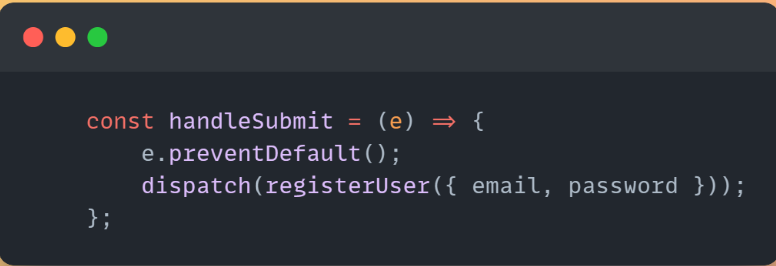 const handleSubmit = (e) => {
    e.preventDefault();
    dispatch(registerUser({ email, password }));
};